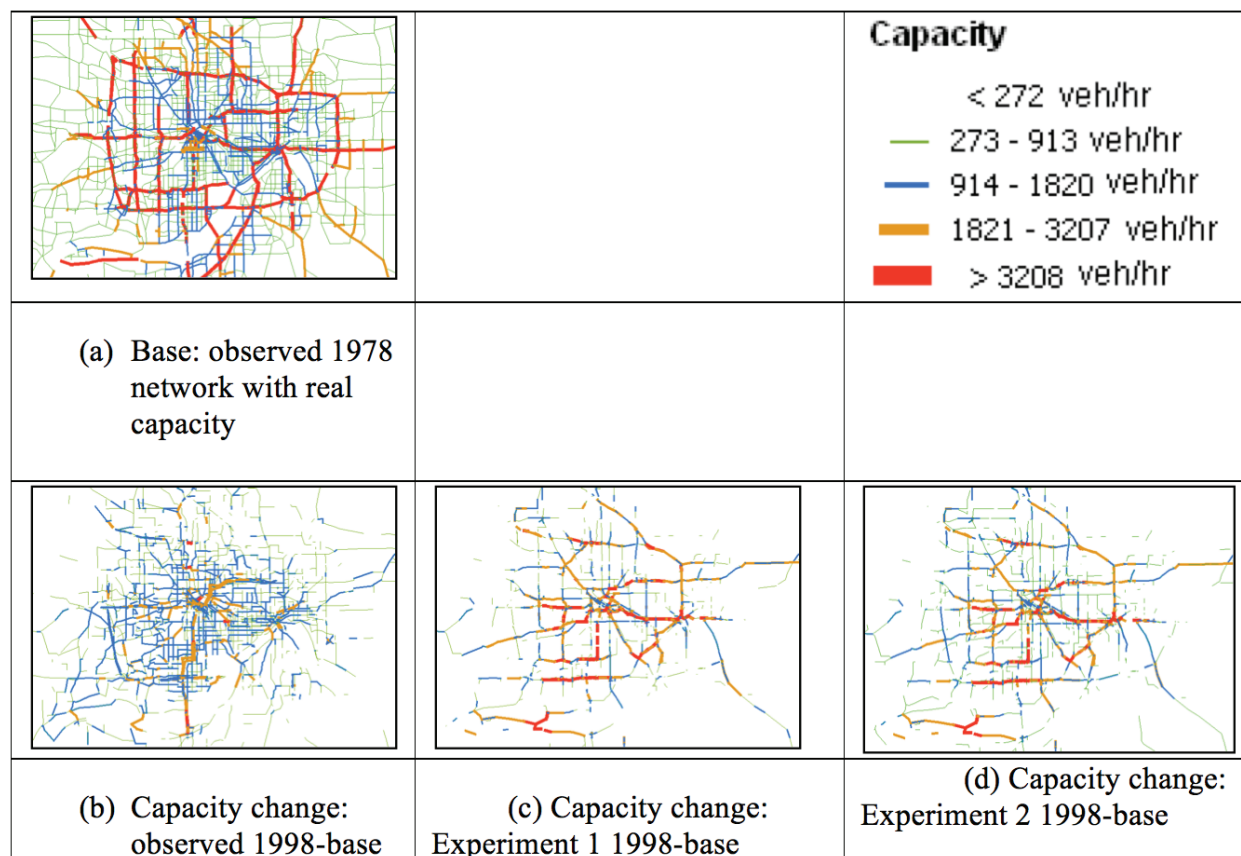 Capacity
< 272 veh/hr
273 - 913 veh/hr
914 - 1820 veh/hr
1821 - 3207 veh/hr
> 3208 veh/hr
(a) Base: observed 1978
network with real
capacity
(b) Capacity change:
observed 1998-base
(c) Capacity change:
Experiment 1 1998-base
(d) Capacity change:
Experiment 2 1998-base